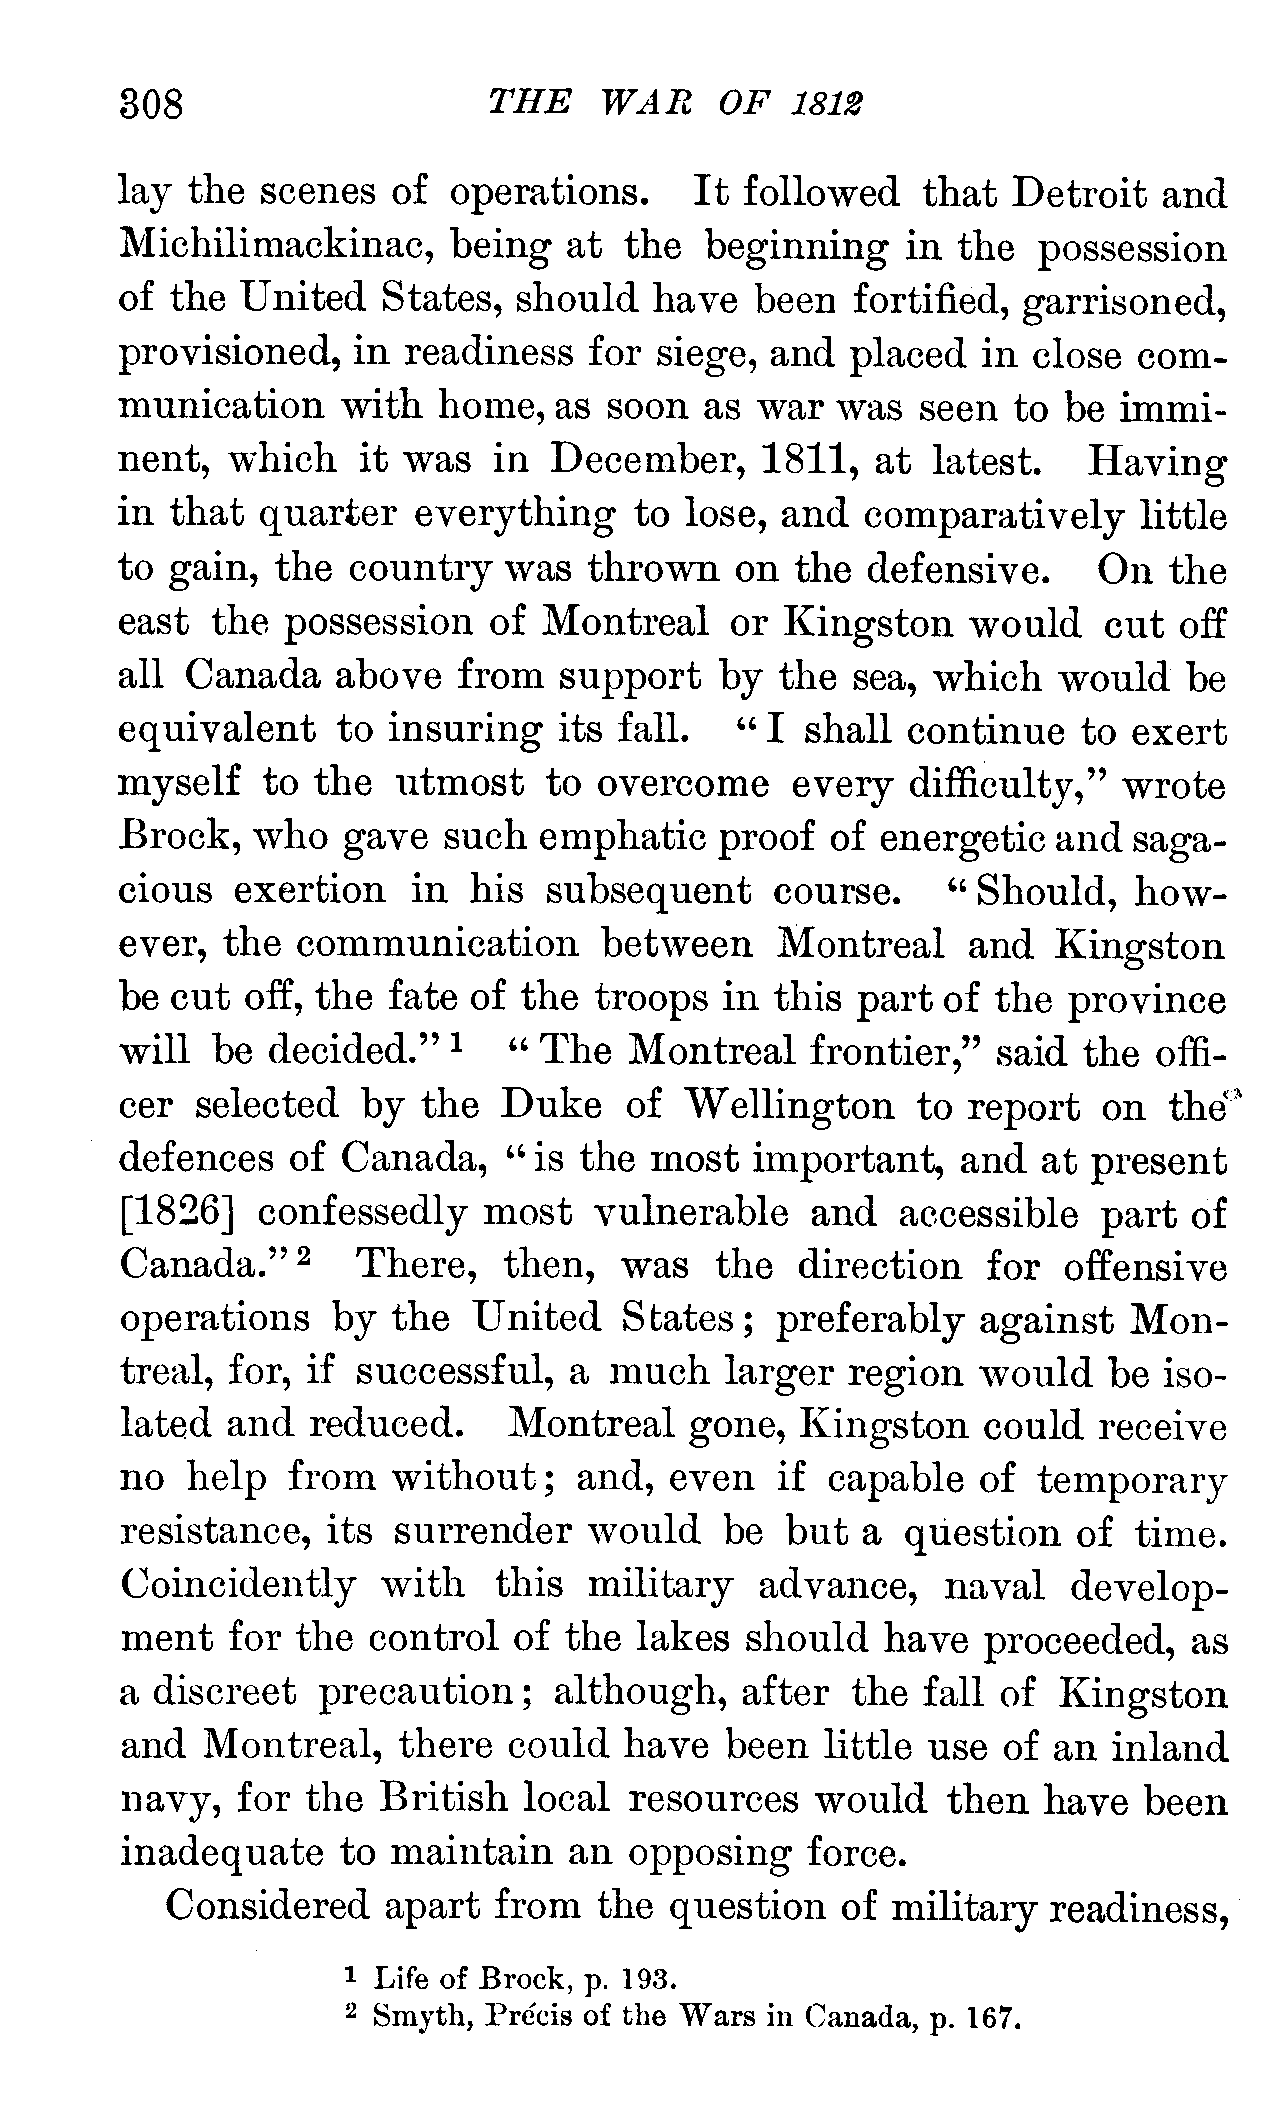 308 THE WAR OF 1812
lay the scenes of operations. It followed that Detroit and
Michilimackinac, being at the beginning in the possession
of the United States, should have been fortified, garrisoned,
provisioned, in readiness for siege, and placed in close com-
munication with home, as soon as war was seen to be immi-
nent, which it was in December, 1811, at latest. Having
in that quarter everything to lose, and comparatively little
to gain, the country was thrown on the defensive. On the
east the possession of Montreal or Kingston would cut off
all Canada above from support by the sea, which would be
equivalent to insuring its fall. “I shall continue to exert
myself to the utmost to overcome every difficulty,” wrote
Brock, who gave such emphatic proof of energetic and saga-
cious exertion in his subsequent course. “Should, how-
ever, the communication between Montreal and Kingston
be cut off, the fate of the troops in this part of the province
will be decided.” 1 “The Montreal frontier,” said the offi-
cer selected by the Duke of Wellington to report on the
defences of Canada, “is the most important, and at present
[1826] confessedly most vulnerable and accessible part of
Canada.” 2 There, then, was the direction for offensive
operations by the United States; preferably against Mon-
treal, for, if successful, a much larger region would be iso-
lated and reduced. Montreal gone, Kingston could receive
no help from without; and, even if capable of temporary
resistance, its surrender would be but a question of time.
Coincidently with this military advance, naval develop-
ment for the control of the lakes should have proceeded, as
a discreet precaution; although, after the fall of Kingston
and Montreal, there could have been little use of an inland
navy, for the British local resources would then have been
inadequate to maintain an opposing force.
Considered apart from the question of military readiness,
1 Life of Brock, p. 193.
2 Smyth, Précis of the Wars in Canada, p. 167.